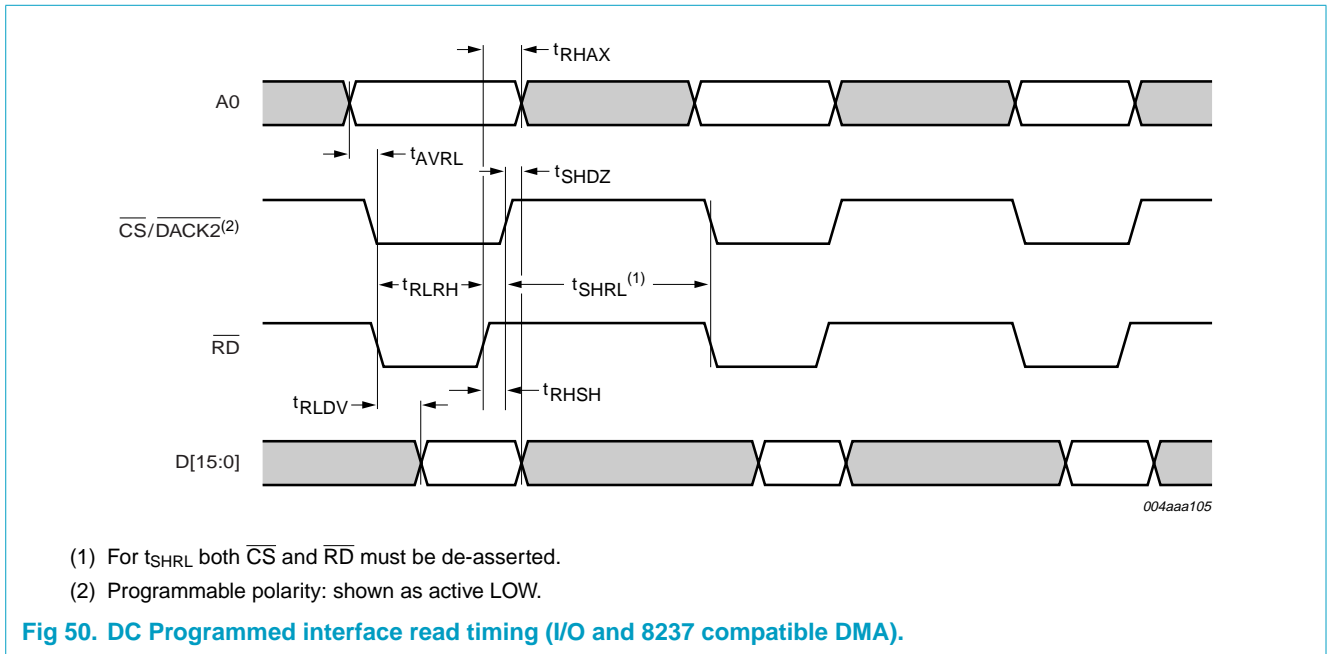 tRHAX
A0
tAVRL
tSHDZ
CS/DACK2(2)
tRLRH
tSHRL(1)
RD
tRHSH
tRLDV
D[15:0]
004aaa105
(1) For tSHRL both CS and RD must be de-asserted.
(2) Programmable polarity: shown as active LOW.
Fig 50. DC Programmed interface read timing (I/O and 8237 compatible DMA).